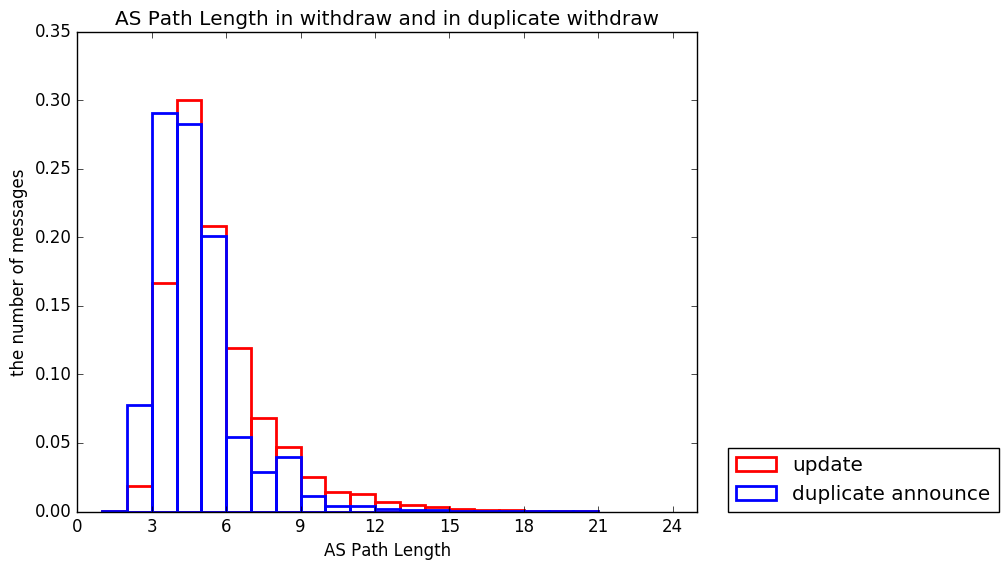 AS Path Length in withdraw and in duplicate withdraw
0.35
0.30
0.25
0.20
0.15
0.10
0.05
0.00
the number of messages
0 3 6 9 12 15 18 21 24
AS Path Length
update
duplicate announce